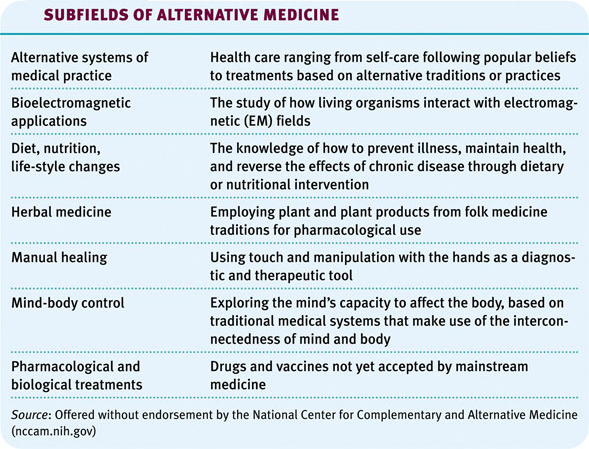 SUBFIELDS OF ALTERNATIVE MEDICINE
Alternative systems of
medical practice
Health care ranging from self-care following popular beliefs
to treatments based on alternative traditions or practices
Bioelectromagnetic
applications
The study of how living organisms interact with electromag-
netic (EM) fields
Diet, nutrition,
life-style changes
The knowledge of how to prevent illness, maintain health,
and reverse the effects of chronic disease through dietary
or nutritional intervention
Herbal medicine
Employing plant and plant products from folk medicine
traditions for pharmacological use
Manual healing
Using touch and manipulation with the hands as a diagnos-
tic and therapeutic tool
Mind-body control
Exploring the mind's capacity to affect the body, based on
traditional medical systems that make use of the intercon-
nectedness of mind and body
Pharmacological and
biological treatments
Drugs and vaccines not yet accepted by mainstream
medicine
Source: Offered without endorsement by the National Center for Complementary and Alternative Medicine
(nccam.nih.gov)